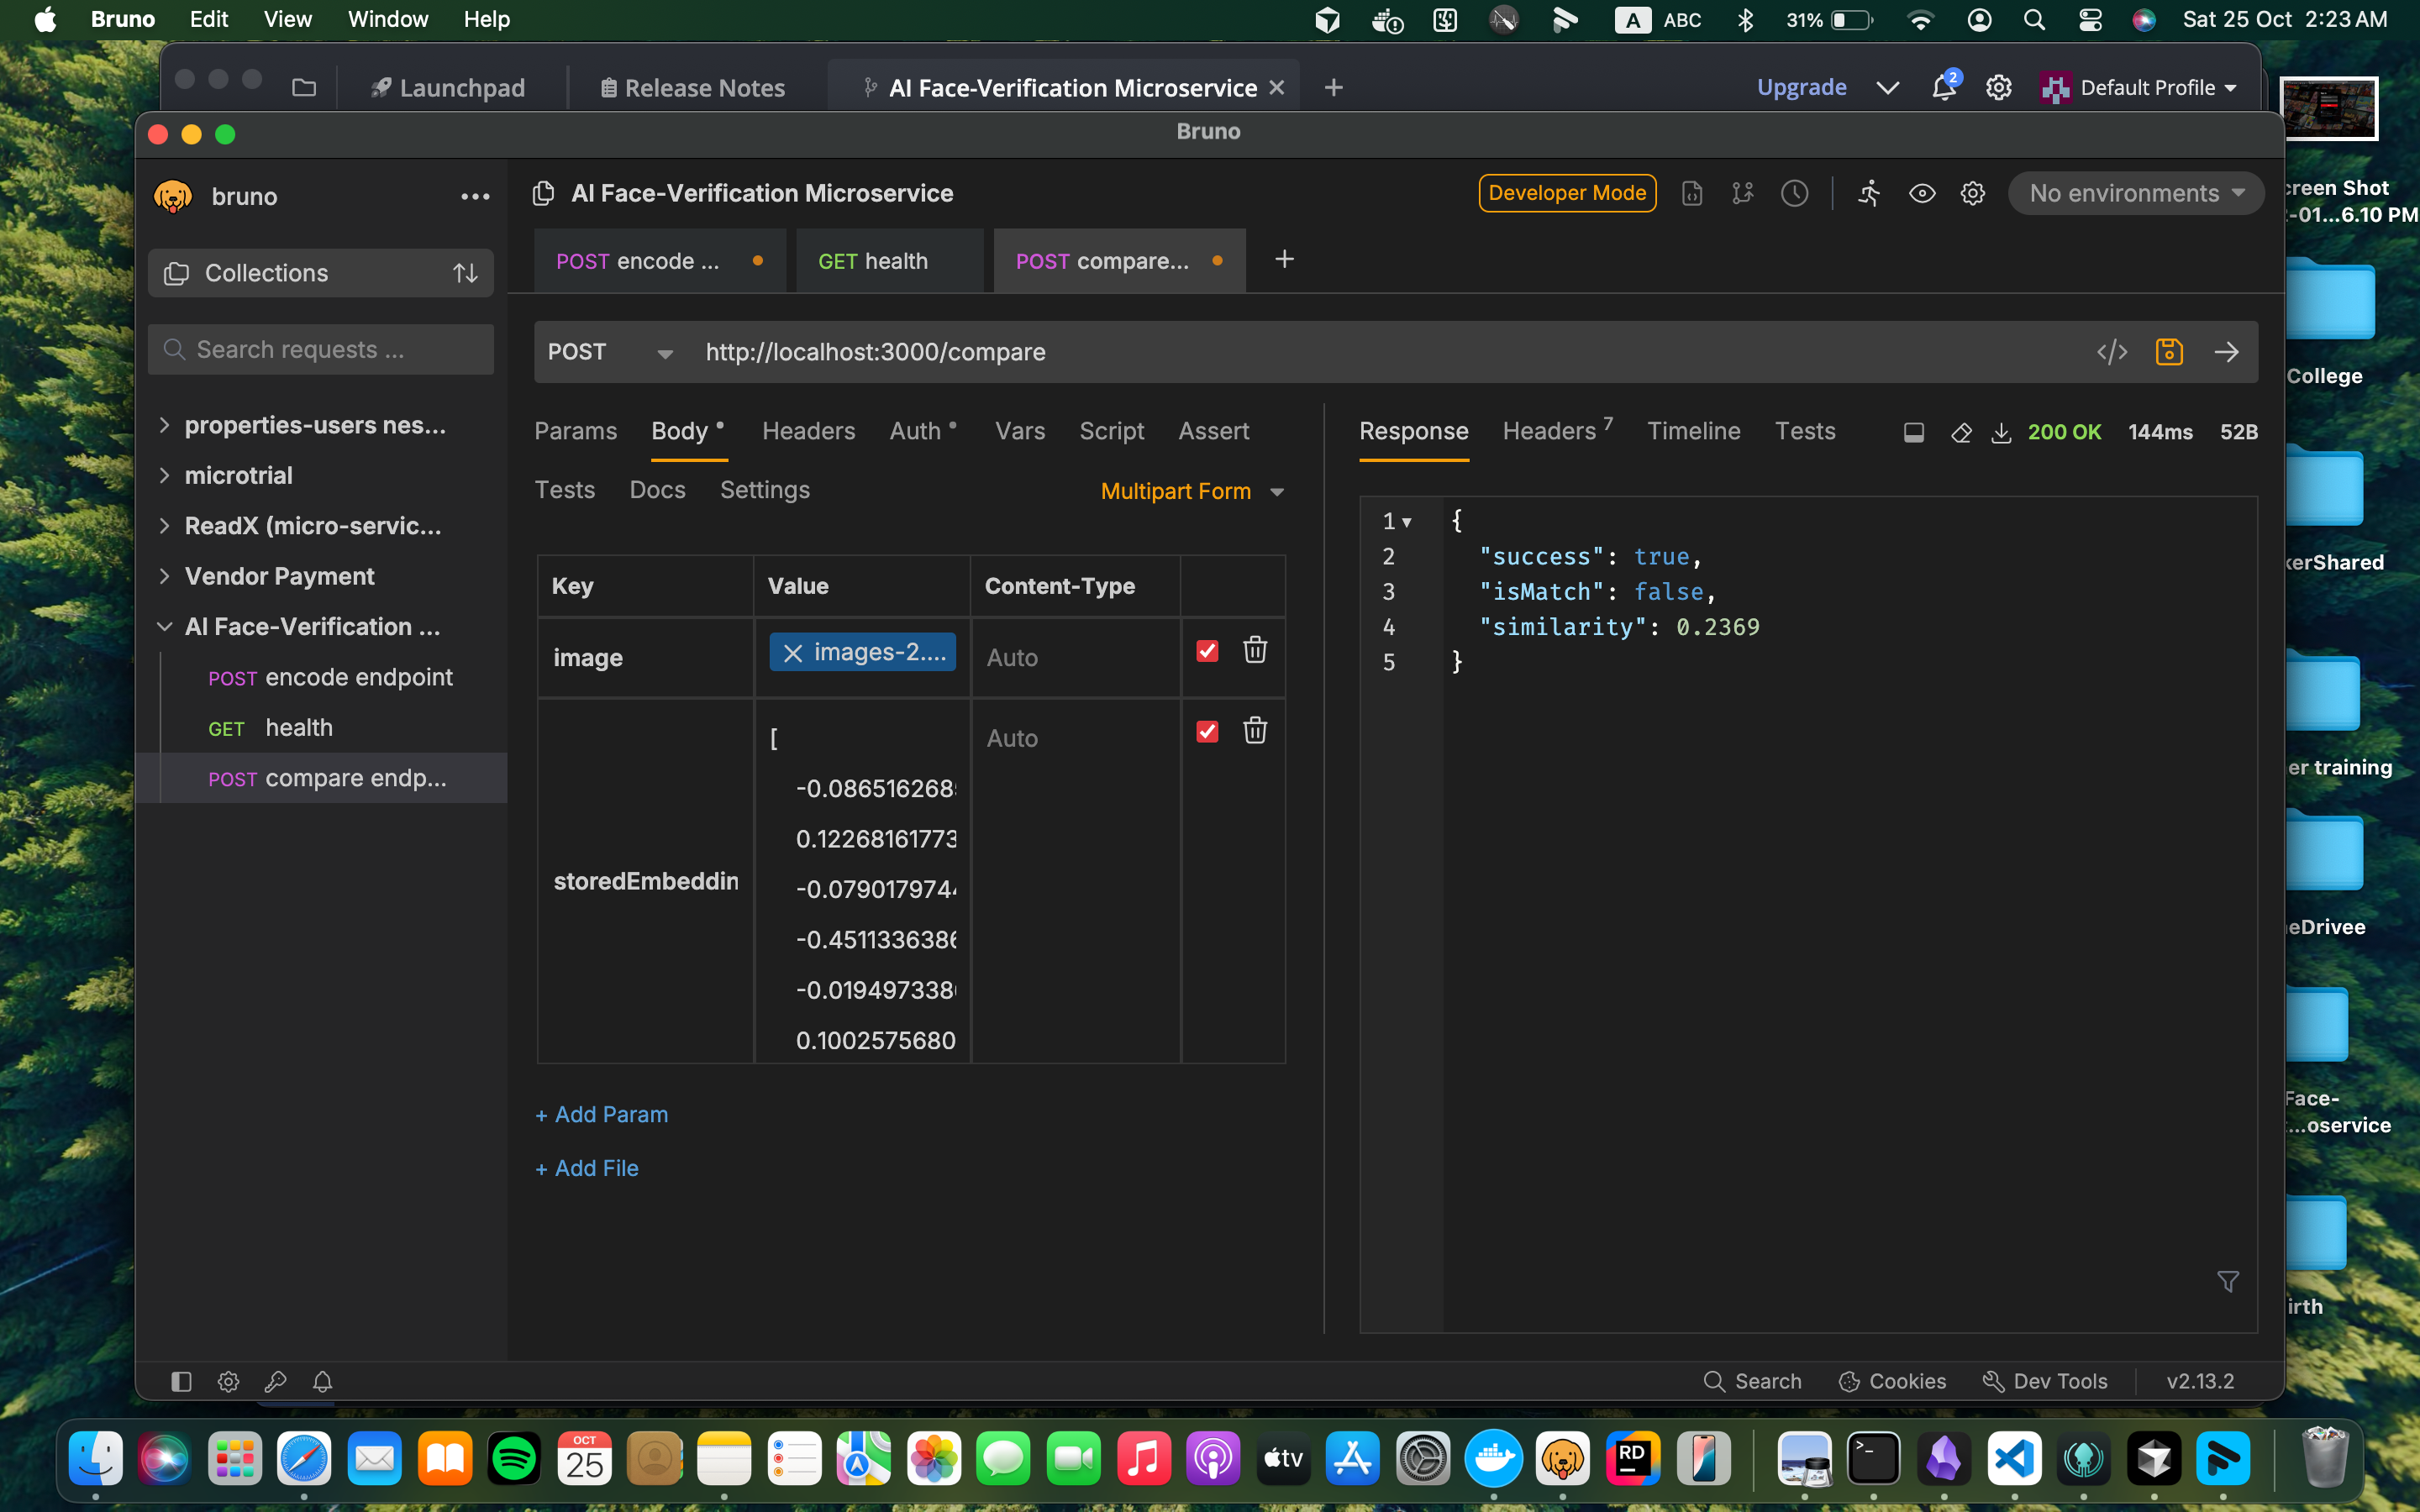 Bruno Edit View Window Help
A ABC 31% Sat 25 Oct 2:23 AM
Launchpad Release Notes AI Face-Verification Microservice Upgrade 2 Default Profile
Bruno
bruno
AI Face-Verification Microservice Developer Mode No environments
POST encode ... GET health POST compare...
Collections
Search requests ...
properties-users nes...
microtrial
ReadX (micro-servic...
Vendor Payment
AI Face-Verification ...
POST encode endpoint
GET health
POST compare endp...
POST http://localhost:3000/compare
Params Body Headers Auth Vars Script Assert
Tests Docs Settings Multipart Form
Key Value Content-Type
image images-2.... Auto
storedEmbeddin Auto
[
-0.086516268
0.12268161773
-0.079017974
-0.451133638
-0.019497338
0.1002575680
+ Add Param
+ Add File
Response Headers 7 Timeline Tests 200 OK 144ms 52B
1 {
2 "success": true,
3 "isMatch": false,
4 "similarity": 0.2369
5 }
Search Cookies Dev Tools v2.13.2
creen Shot
-01...6.10 PM
College
kerShared
er training
eDrivee
Face-
...oservice
irth
OCT
25
tv
RD